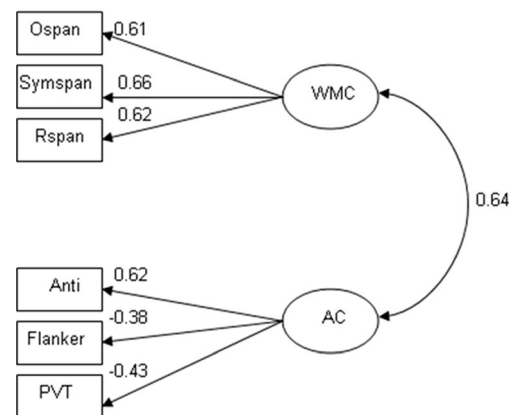 Ospan
0.61
Symspan
0.66
WMC
0.62
Rspan
0.64
Anti
0.62
Flanker
-0.38
AC
-0.43
PVT